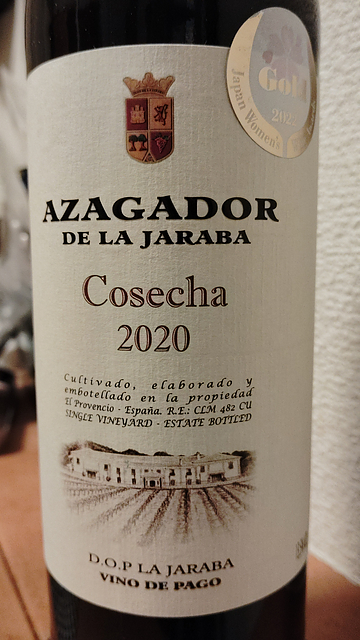 Gold
202
Japan Women's
AZAGADOR
DE LA JARABA
Cosecha
2020
Cultivado, elaborado y
embotellado en la propiedad
El Provencio - España. R.E.: CLM 482 CU
SINGLE VINEYARD - ESTATE BOTTLED
D.O.P LA JARABA
VINO DE PAGO